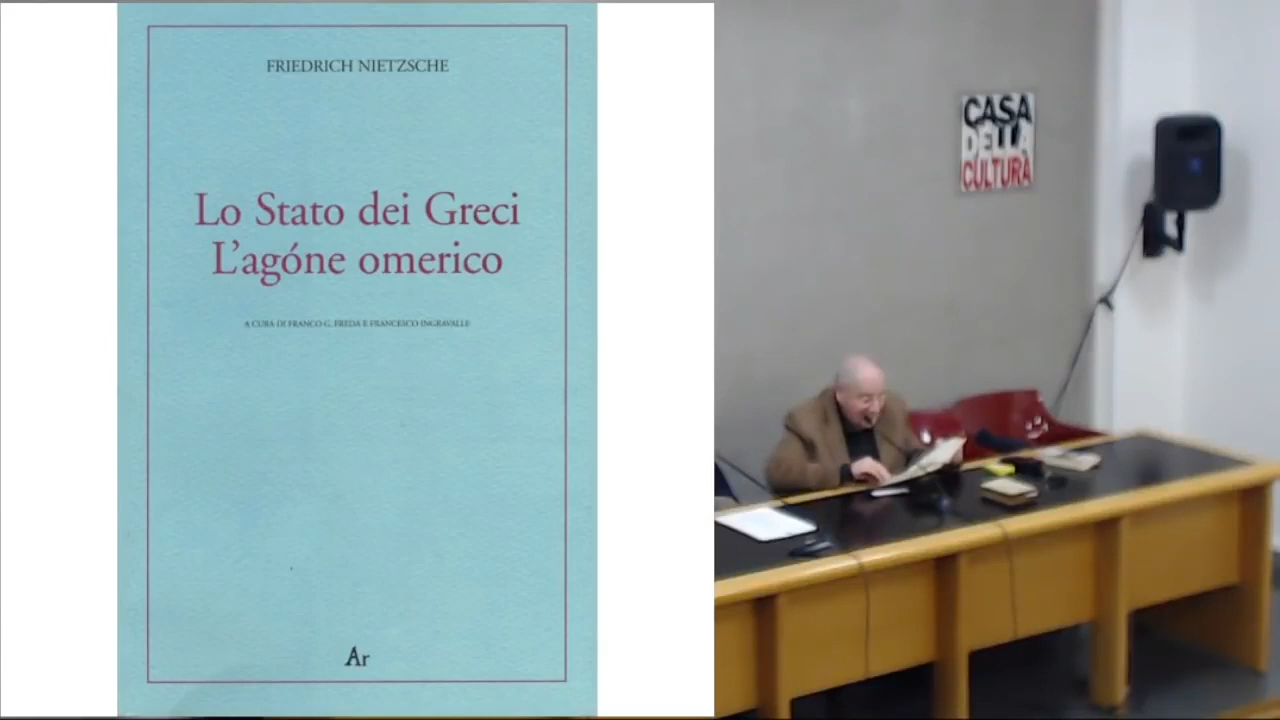 FRIEDRICH NIETZSCHE
Lo Stato dei Greci
L'agóne omerico
A CURA DI FRANCO G. FREDA E FRANCESCO INGRAVALLE
Ar
CASA
DELLA
CULTURA